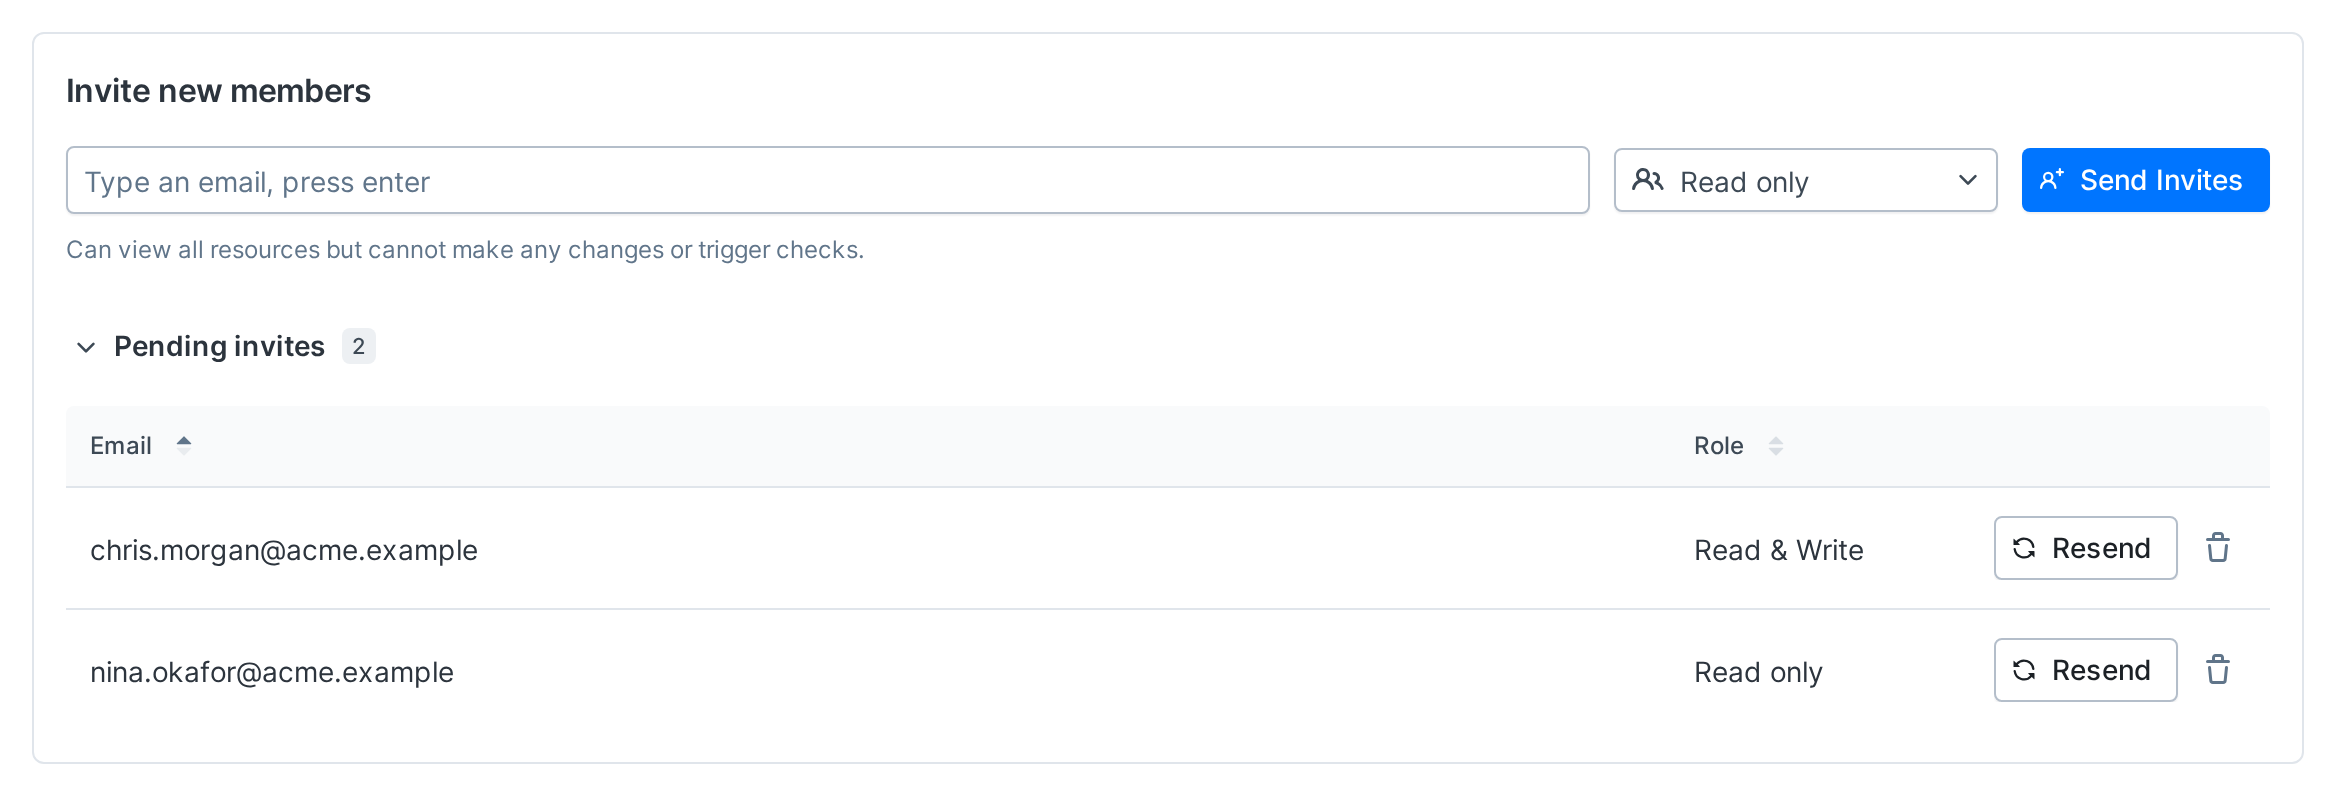 Invite new members
Type an email, press enter
Read only
Send Invites
Can view all resources but cannot make any changes or trigger checks.
Pending invites 2
Email Role
chris.morgan@acme.example Read & Write Resend
nina.okafor@acme.example Read only Resend